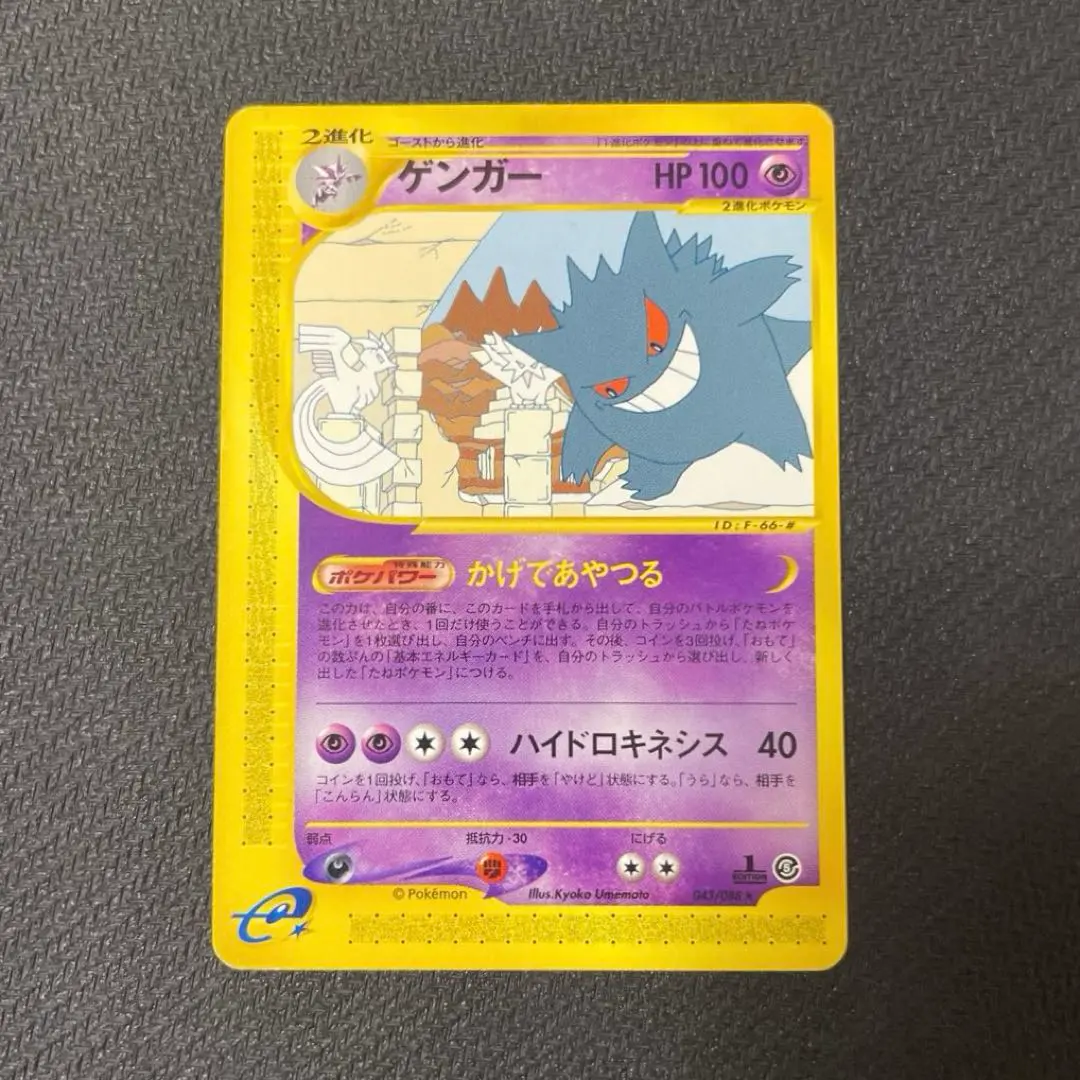 2進化 ゴーストから進化
ゲンガー HP 100
2進化ポケモン
ID:F-66-#
特殊能力
ポケパワー かげであやつる
この力は、自分の番に、このカードを手札から出して、自分のバトルポケモンを
進化させたとき、1回だけ使うことができる。自分のトラッシュから「たねポケ
モン」を1枚選び出し、自分のベンチに出す。その後、コインを3回投げ、「おもて」
の数ぶんの「基本エネルギーカード」を、自分のトラッシュから選び出し、新しく
出した「たねポケモン」につける。
ハイドロキネシス 40
コインを1回投げ、「おもて」なら、相手を「やけど」状態にする。「うら」なら、相手を
「こんらん」状態にする。
弱点 抵抗力 -30 にげる
1 EDITION
© Pokémon Illus.Kyoko Umemoto
e